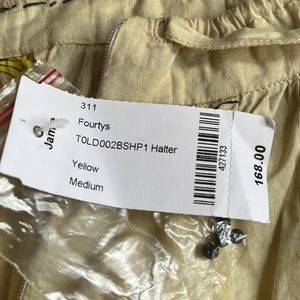 311
Fourtys
T0LD002BSHP1 Halter
Yellow
Medium
427133
168.00